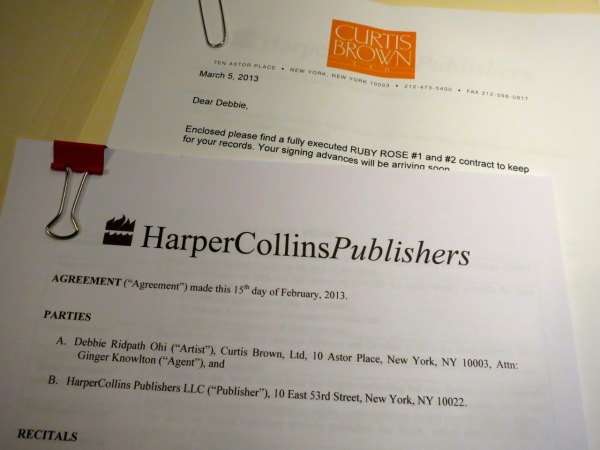 CURTIS
BROWN
LTD
TEN ASTOR PLACE • NEW YORK, NEW YORK 10003 • 212-473-5400 • FAX 212-598-0917
March 5, 2013
Dear Debbie,
Enclosed please find a fully executed RUBY ROSE #1 and #2 contract to keep
for your records. Your signing advances will be arriving soon
HarperCollinsPublishers
AGREEMENT (“Agreement”) made this 15th day of February, 2013.
PARTIES
A. Debbie Ridpath Ohi (“Artist”), Curtis Brown, Ltd, 10 Astor Place, New York, NY 10003, Attn:
Ginger Knowlton (“Agent”), and
B. HarperCollins Publishers LLC (“Publisher”), 10 East 53rd Street, New York, NY 10022.
RECITALS